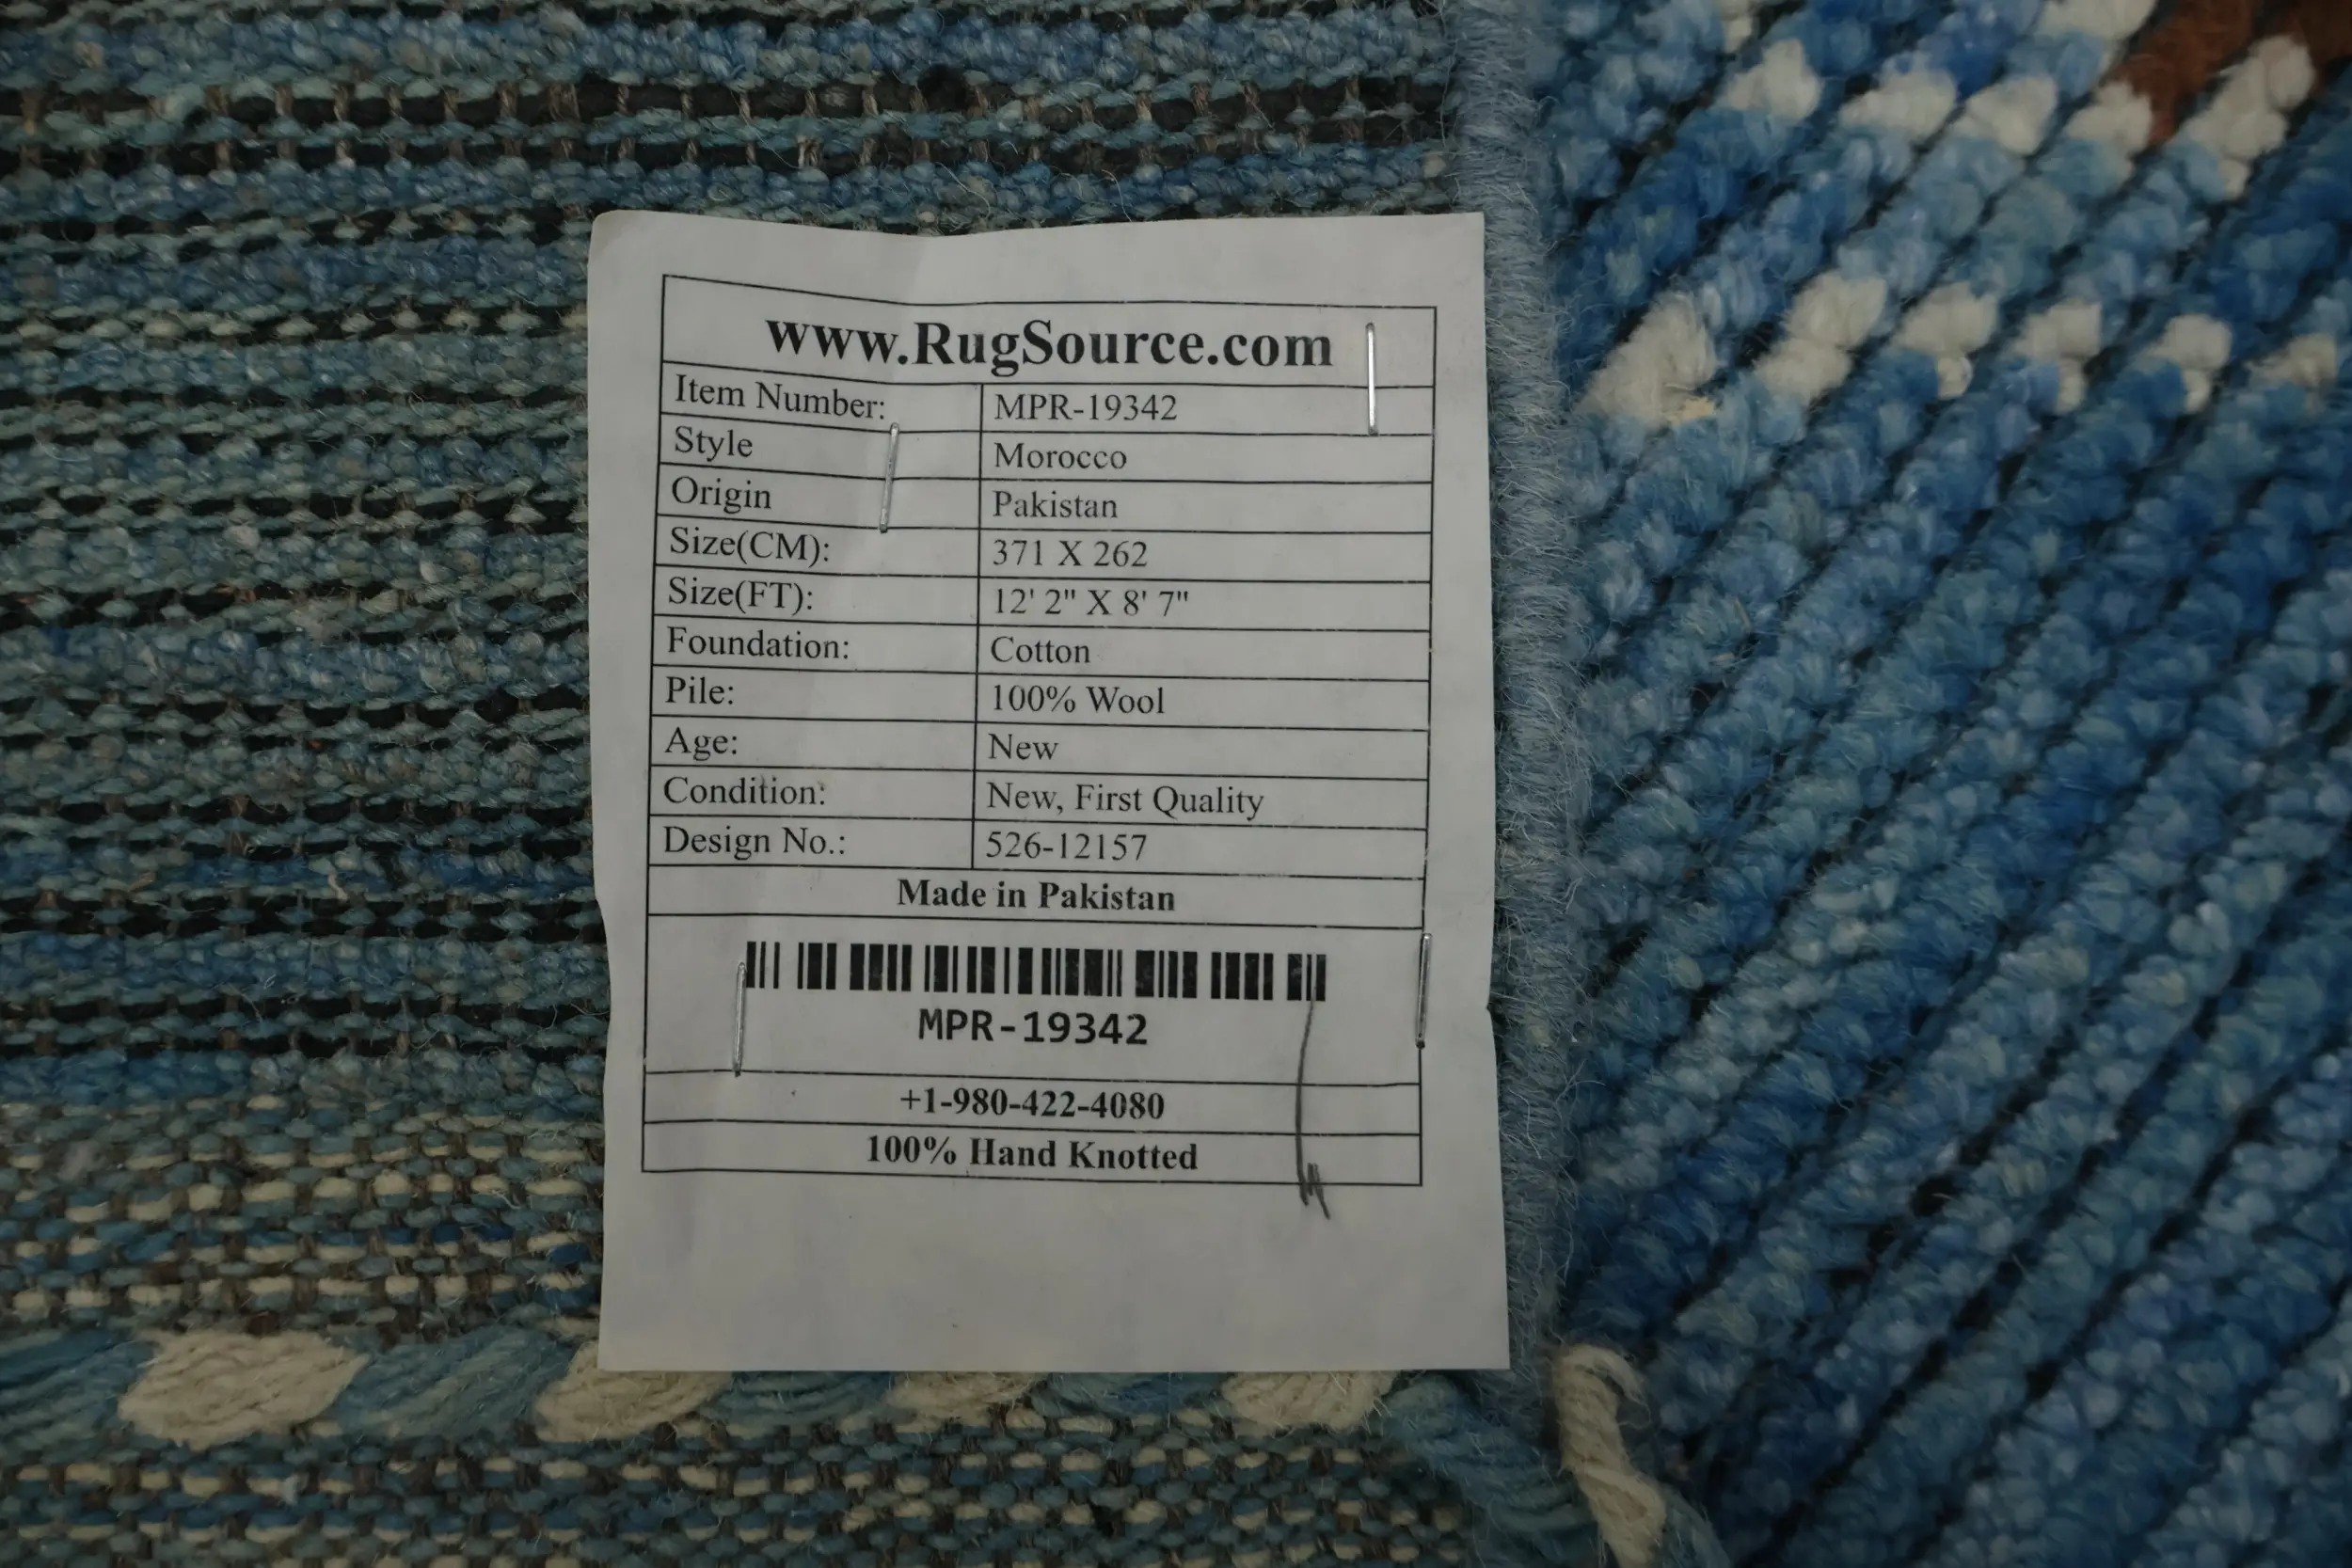 www.RugSource.com
Item Number: MPR-19342
Style Morocco
Origin Pakistan
Size(CM): 371 X 262
Size(FT): 12' 2" X 8' 7"
Foundation: Cotton
Pile: 100% Wool
Age: New
Condition: New, First Quality
Design No.: 526-12157
Made in Pakistan
MPR-19342
+1-980-422-4080
100% Hand Knotted